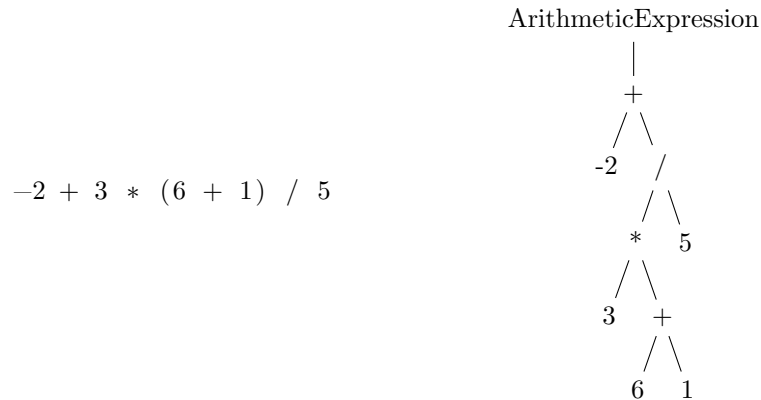 ArithmeticExpression
+
-2 /
−2 + 3 * (6 + 1) / 5
* 5
3 +
6 1